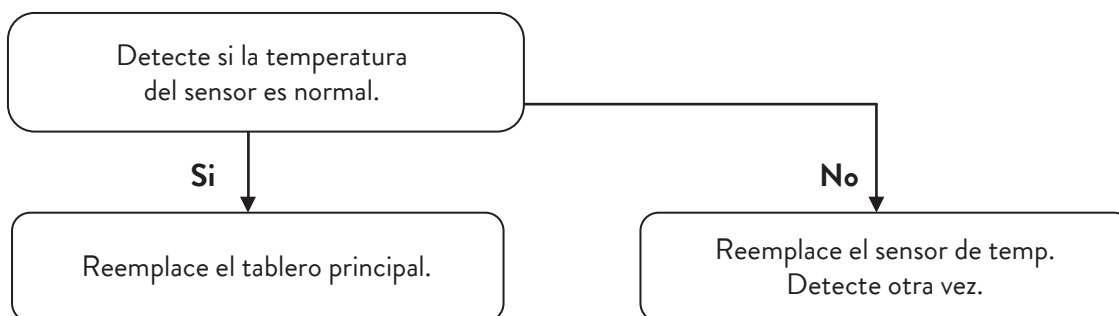 Detecte si la temperatura
del sensor es normal.
Si
No
Reemplace el tablero principal.
Reemplace el sensor de temp.
Detecte otra vez.